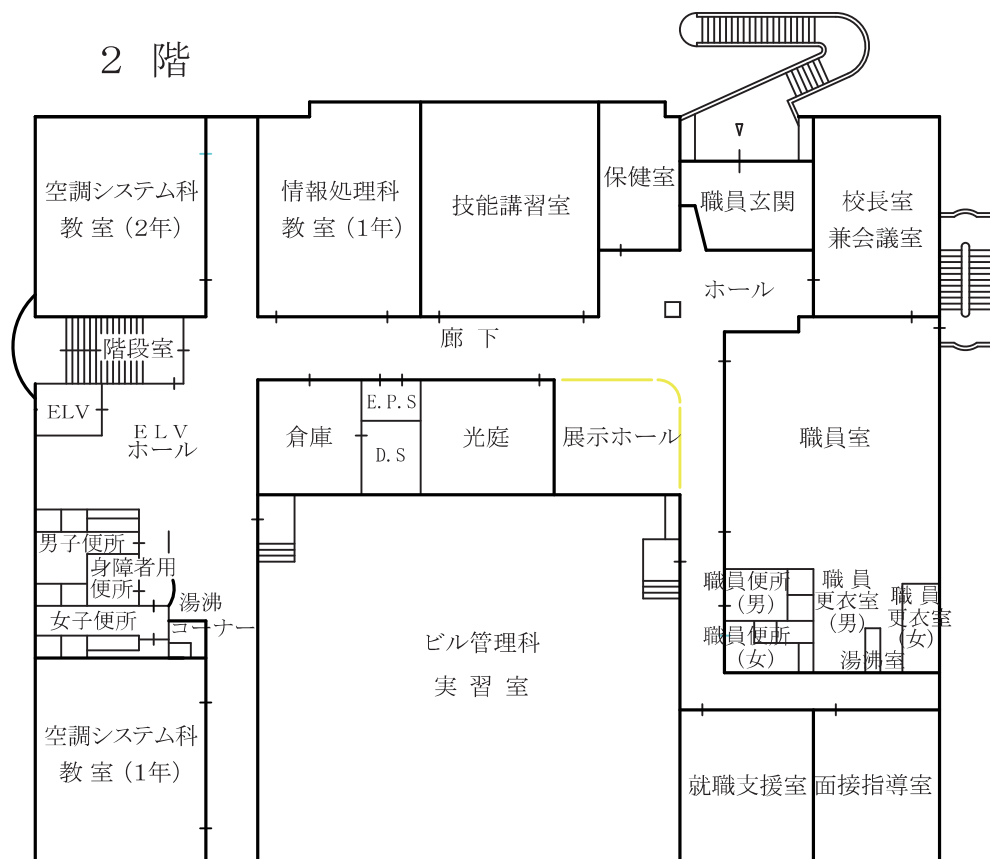 2 階
空調システム科
教 室 (2年)
情報処理科
教 室 (1年)
技能講習室
保健室
職員玄関
校長室
兼会議室
ホール
廊 下
階段室
ELV
ELV
ホール
倉庫
E.P.S
D.S
光庭
展示ホール
職員室
男子便所
身障者用
便所
女子便所
湯沸
コーナー
ビル管理科
実 習 室
職員便所
(男)
職員便所
(女)
職 員
更衣室
(男)
職 員
更衣室
(女)
湯沸室
空調システム科
教 室 (1年)
就職支援室
面接指導室